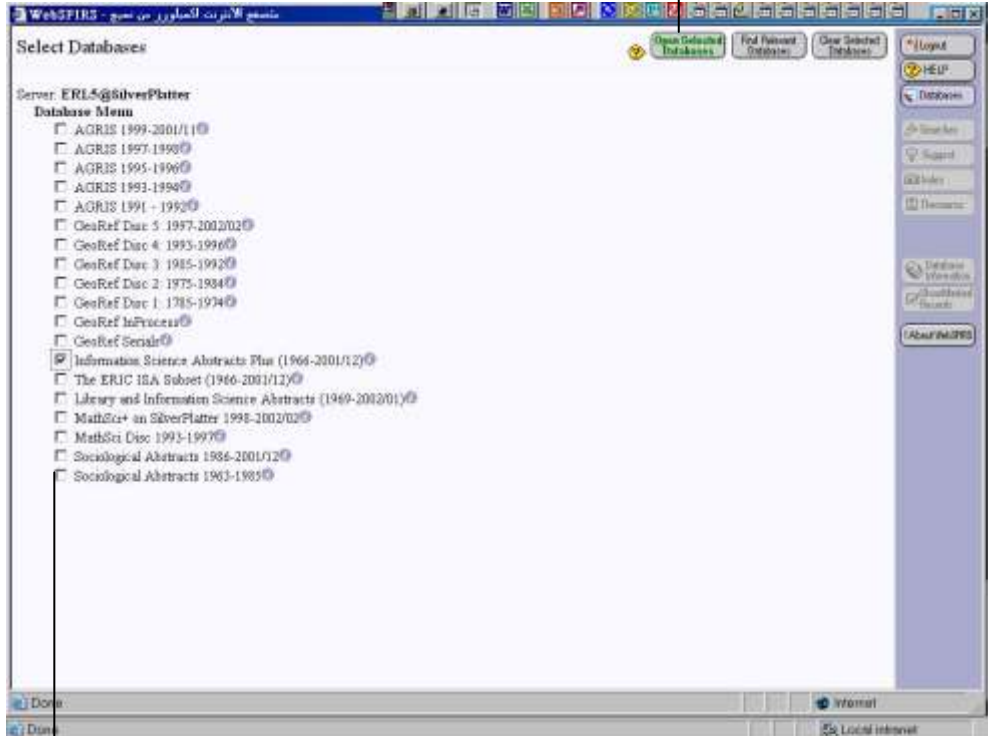 WebSPIRS - متصفح الانترنت اكسبلورر من نسيج
Select Databases
Open Selected Databases
Find Relevant Databases
Clear Selected Databases
Logout
HELP
Databases
Searches
Suggest
Index
Thesaurus
Database Information
Show Marked Records
About WebSPIRS
Server: ERL5@SilverPlatter
Database Menu
AGRIS 1999-2001/11
AGRIS 1997-1998
AGRIS 1995-1996
AGRIS 1993-1994
AGRIS 1991 - 1992
GeoRef Disc 5: 1997-2002/02
GeoRef Disc 4: 1993-1996
GeoRef Disc 3: 1985-1992
GeoRef Disc 2: 1975-1984
GeoRef Disc 1: 1785-1974
GeoRef InProcess
GeoRef Serials
Information Science Abstracts Plus (1966-2001/12)
The ERIC ISA Subset (1966-2001/12)
Library and Information Science Abstracts (1969-2002/01)
MathSci+ on SilverPlatter 1998-2002/02
MathSci Disc 1993-1997
Sociological Abstracts 1986-2001/12
Sociological Abstracts 1963-1985
Done
Internet
Done
Local intranet